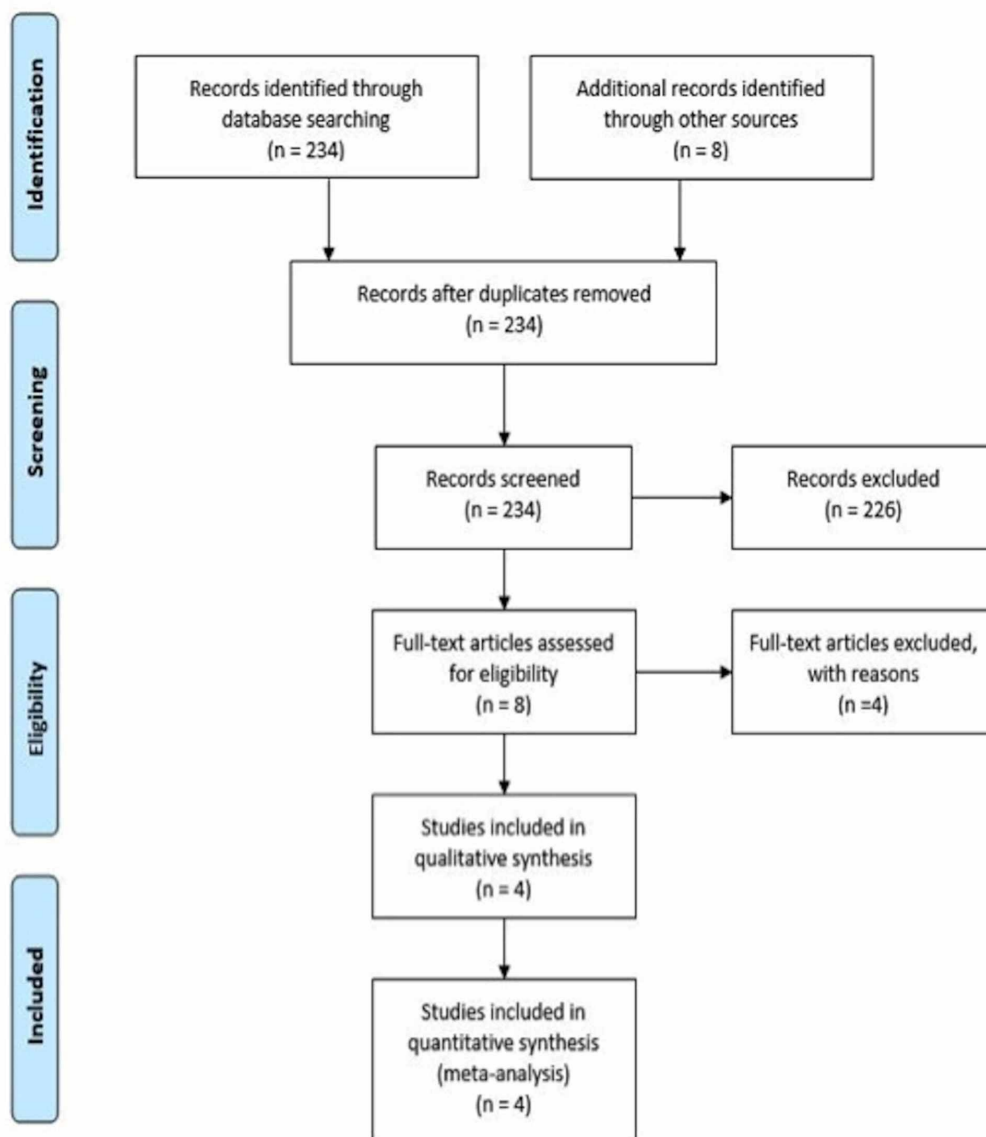 Identification
Records identified through
database searching
(n = 234)
Additional records identified
through other sources
(n = 8)
Records after duplicates removed
(n = 234)
Screening
Records screened
(n = 234)
Records excluded
(n = 226)
Eligibility
Full-text articles assessed
for eligibility
(n = 8)
Full-text articles excluded,
with reasons
(n =4)
Studies included in
qualitative synthesis
(n = 4)
Included
Studies included in
quantitative synthesis
(meta-analysis)
(n = 4)